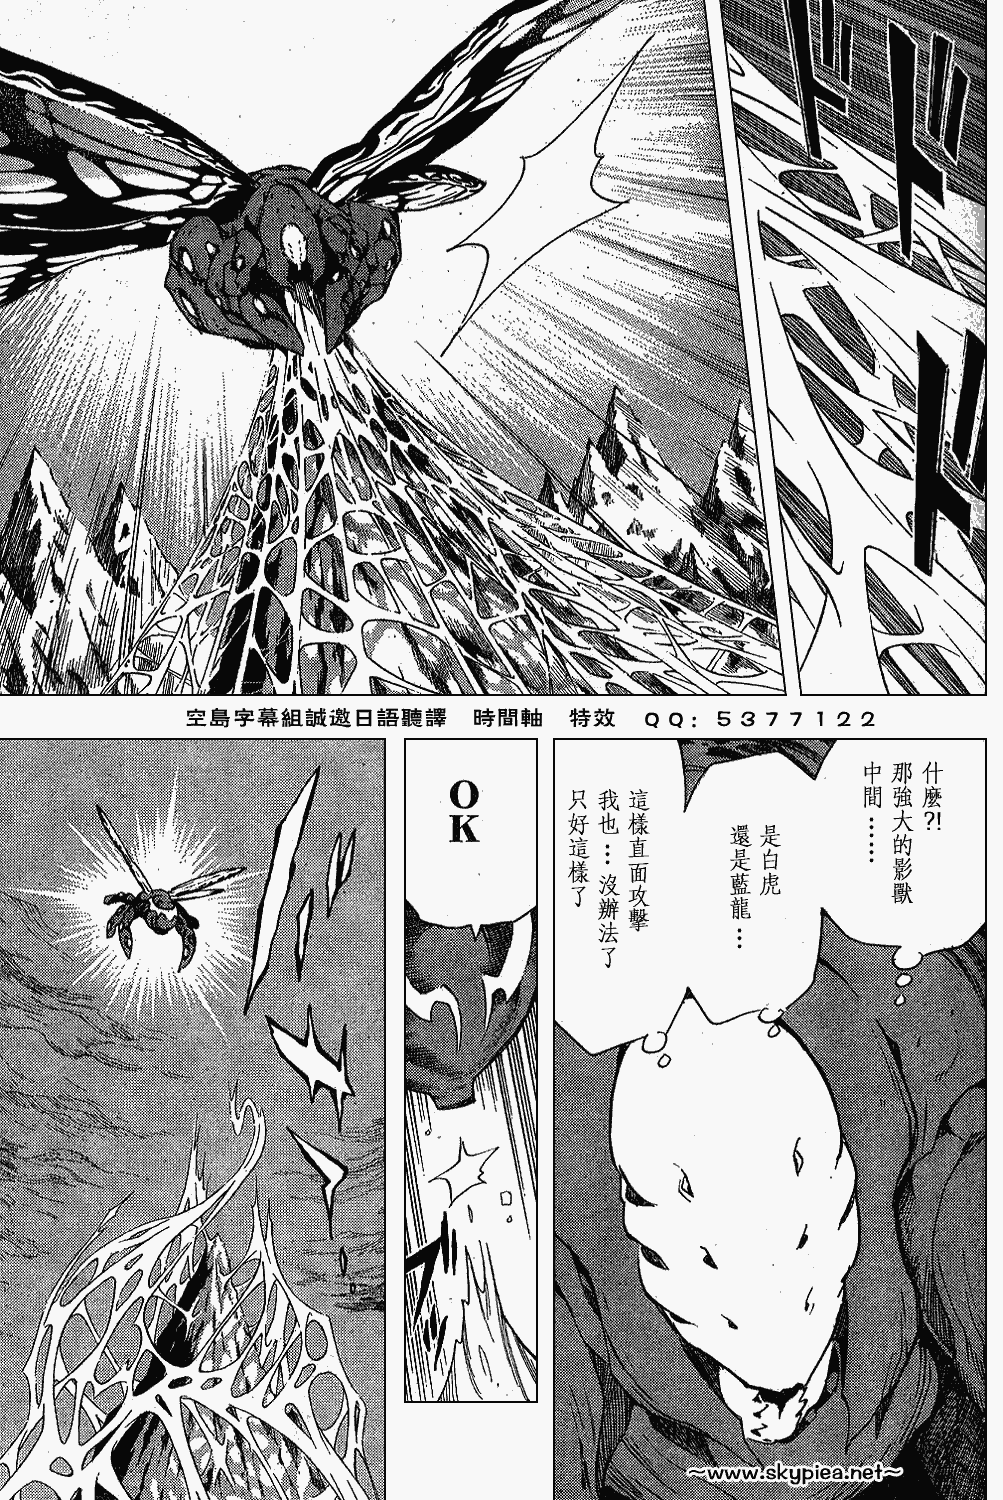 ドドドド
空島字幕組誠邀日語聽譯 時間軸 特效 QQ: 5377122
什麼?!
那強大的影獸
中間……
是白虎
還是藍龍…
這樣直面攻擊
我也…沒辦法了
只好這樣了
OK
~www.skypiea.net~